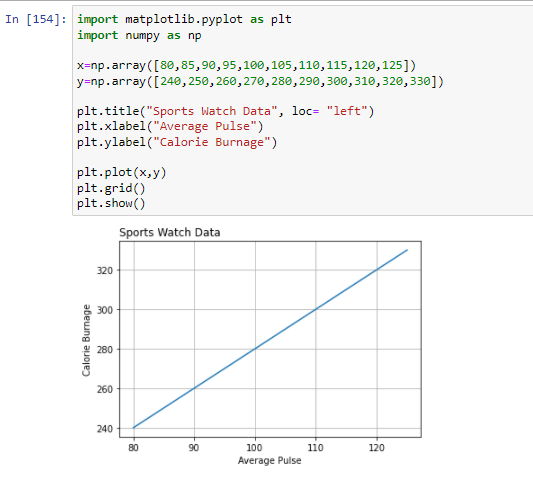 In [154]: import matplotlib.pyplot as plt
import numpy as np
x=np.array([80,85,90,95,100,105,110,115,120,125])
y=np.array([240,250,260,270,280,290,300,310,320,330])
plt.title("Sports Watch Data", loc= "left")
plt.xlabel("Average Pulse")
plt.ylabel("Calorie Burnage")
plt.plot(x,y)
plt.grid()
plt.show()
Sports Watch Data
Calorie Burnage
320
300
280
260
240
80 90 100 110 120
Average Pulse